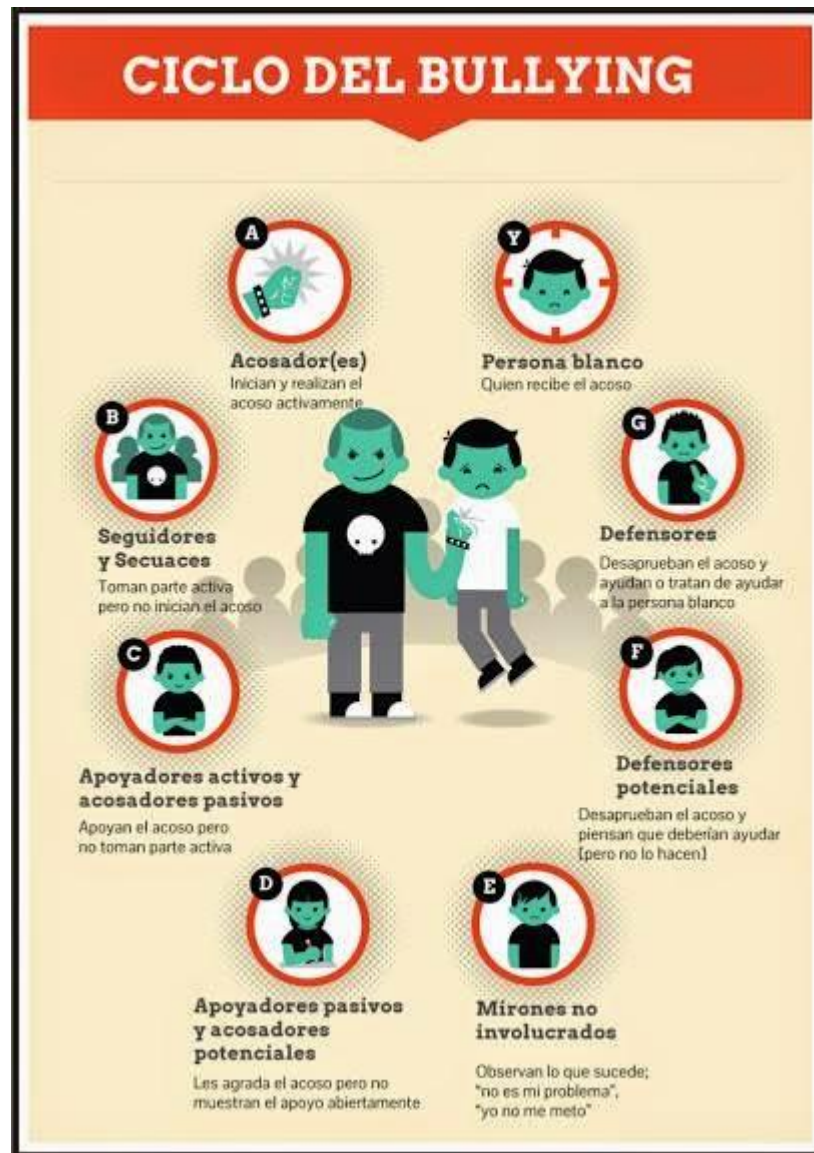 CICLO DEL BULLYING
A
Acosador(es)
Inician y realizan el
acoso activamente
Y
Persona blanco
Quien recibe el acoso
B
Seguidores
y Secuaces
Toman parte activa
pero no inician el acoso
G
Defensores
Desaprueban el acoso y
ayudan o tratan de ayudar
a la persona blanco
C
Apoyadores activos y
acosadores pasivos
Apoyan el acoso pero
no toman parte activa
F
Defensores
potenciales
Desaprueban el acoso y
piensan que deberían ayudar
[pero no lo hacen]
D
Apoyadores pasivos
y acosadores
potenciales
Les agrada el acoso pero no
muestran el apoyo abiertamente
E
Mirones no
involucrados
Observan lo que sucede;
"no es mi problema",
"yo no me meto"